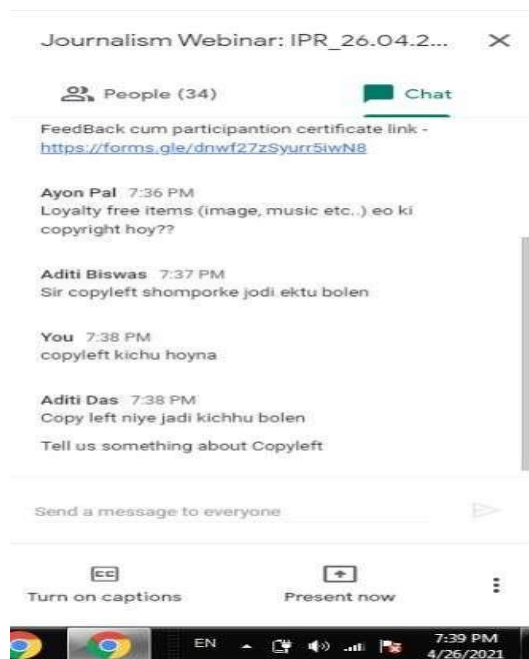 Journalism Webinar: IPR_26.04.2...
People (34)
Chat
FeedBack cum participantion certificate link -
https://forms.gle/dnwf27zSyurr5iwN8
Ayon Pal 7:36 PM
Loyalty free items (image, music etc..) eo ki
copyright hoy??
Aditi Biswas 7:37 PM
Sir copyleft shomporke jodi ektu bolen
You 7:38 PM
copyleft kichu hoyna
Aditi Das 7:38 PM
Copy left niye jadi kichhu bolen
Tell us something about Copyleft
Send a message to everyone
CC
Turn on captions
Present now
EN
7:39 PM
4/26/2021